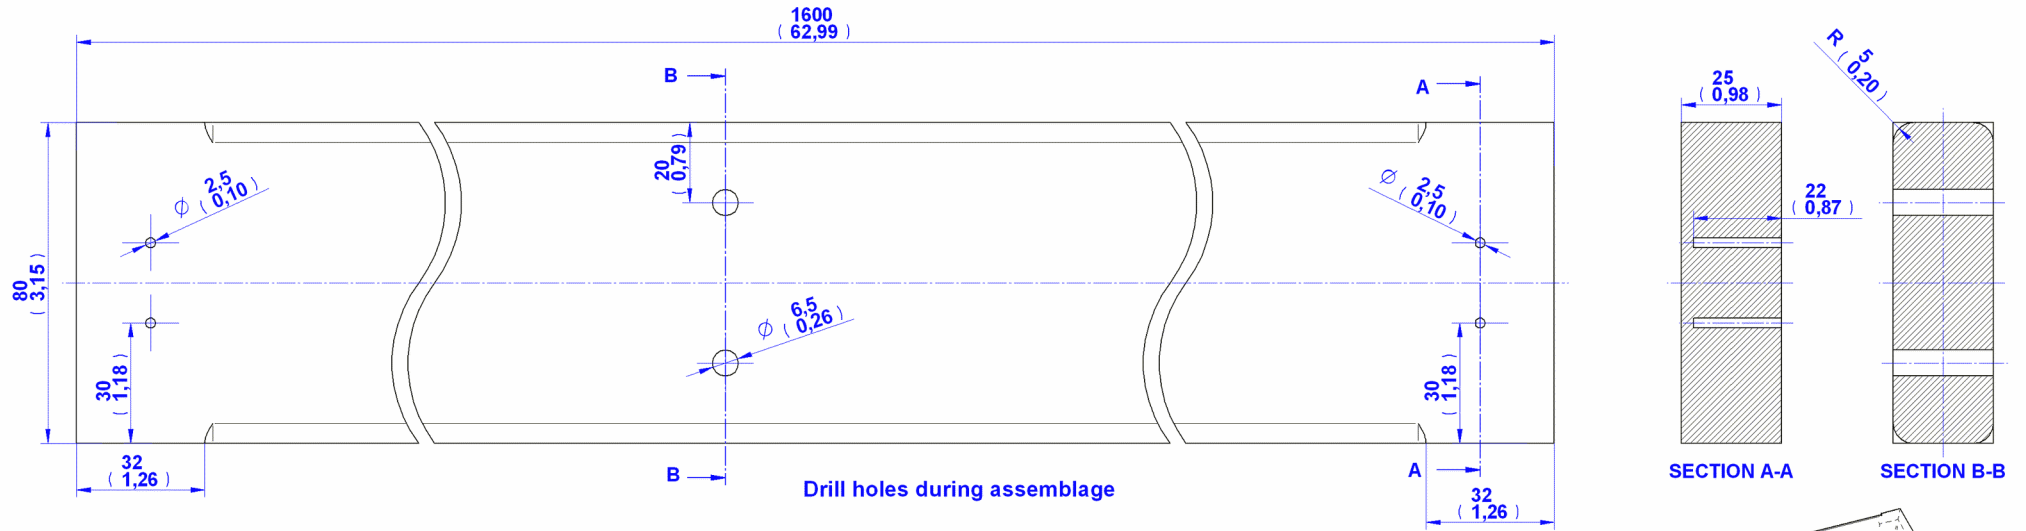 1600
( 62,99 )
B
A
R 5
( 0,20 )
25
( 0,98 )
20
( 0,79 )
Ø 2,5
( 0,10 )
Ø 2,5
( 0,10 )
22
( 0,87 )
80
( 3,15 )
Ø 6,5
( 0,26 )
30
( 1,18 )
30
( 1,18 )
32
( 1,26 )
B
Drill holes during assemblage
A
32
( 1,26 )
SECTION A-A
SECTION B-B